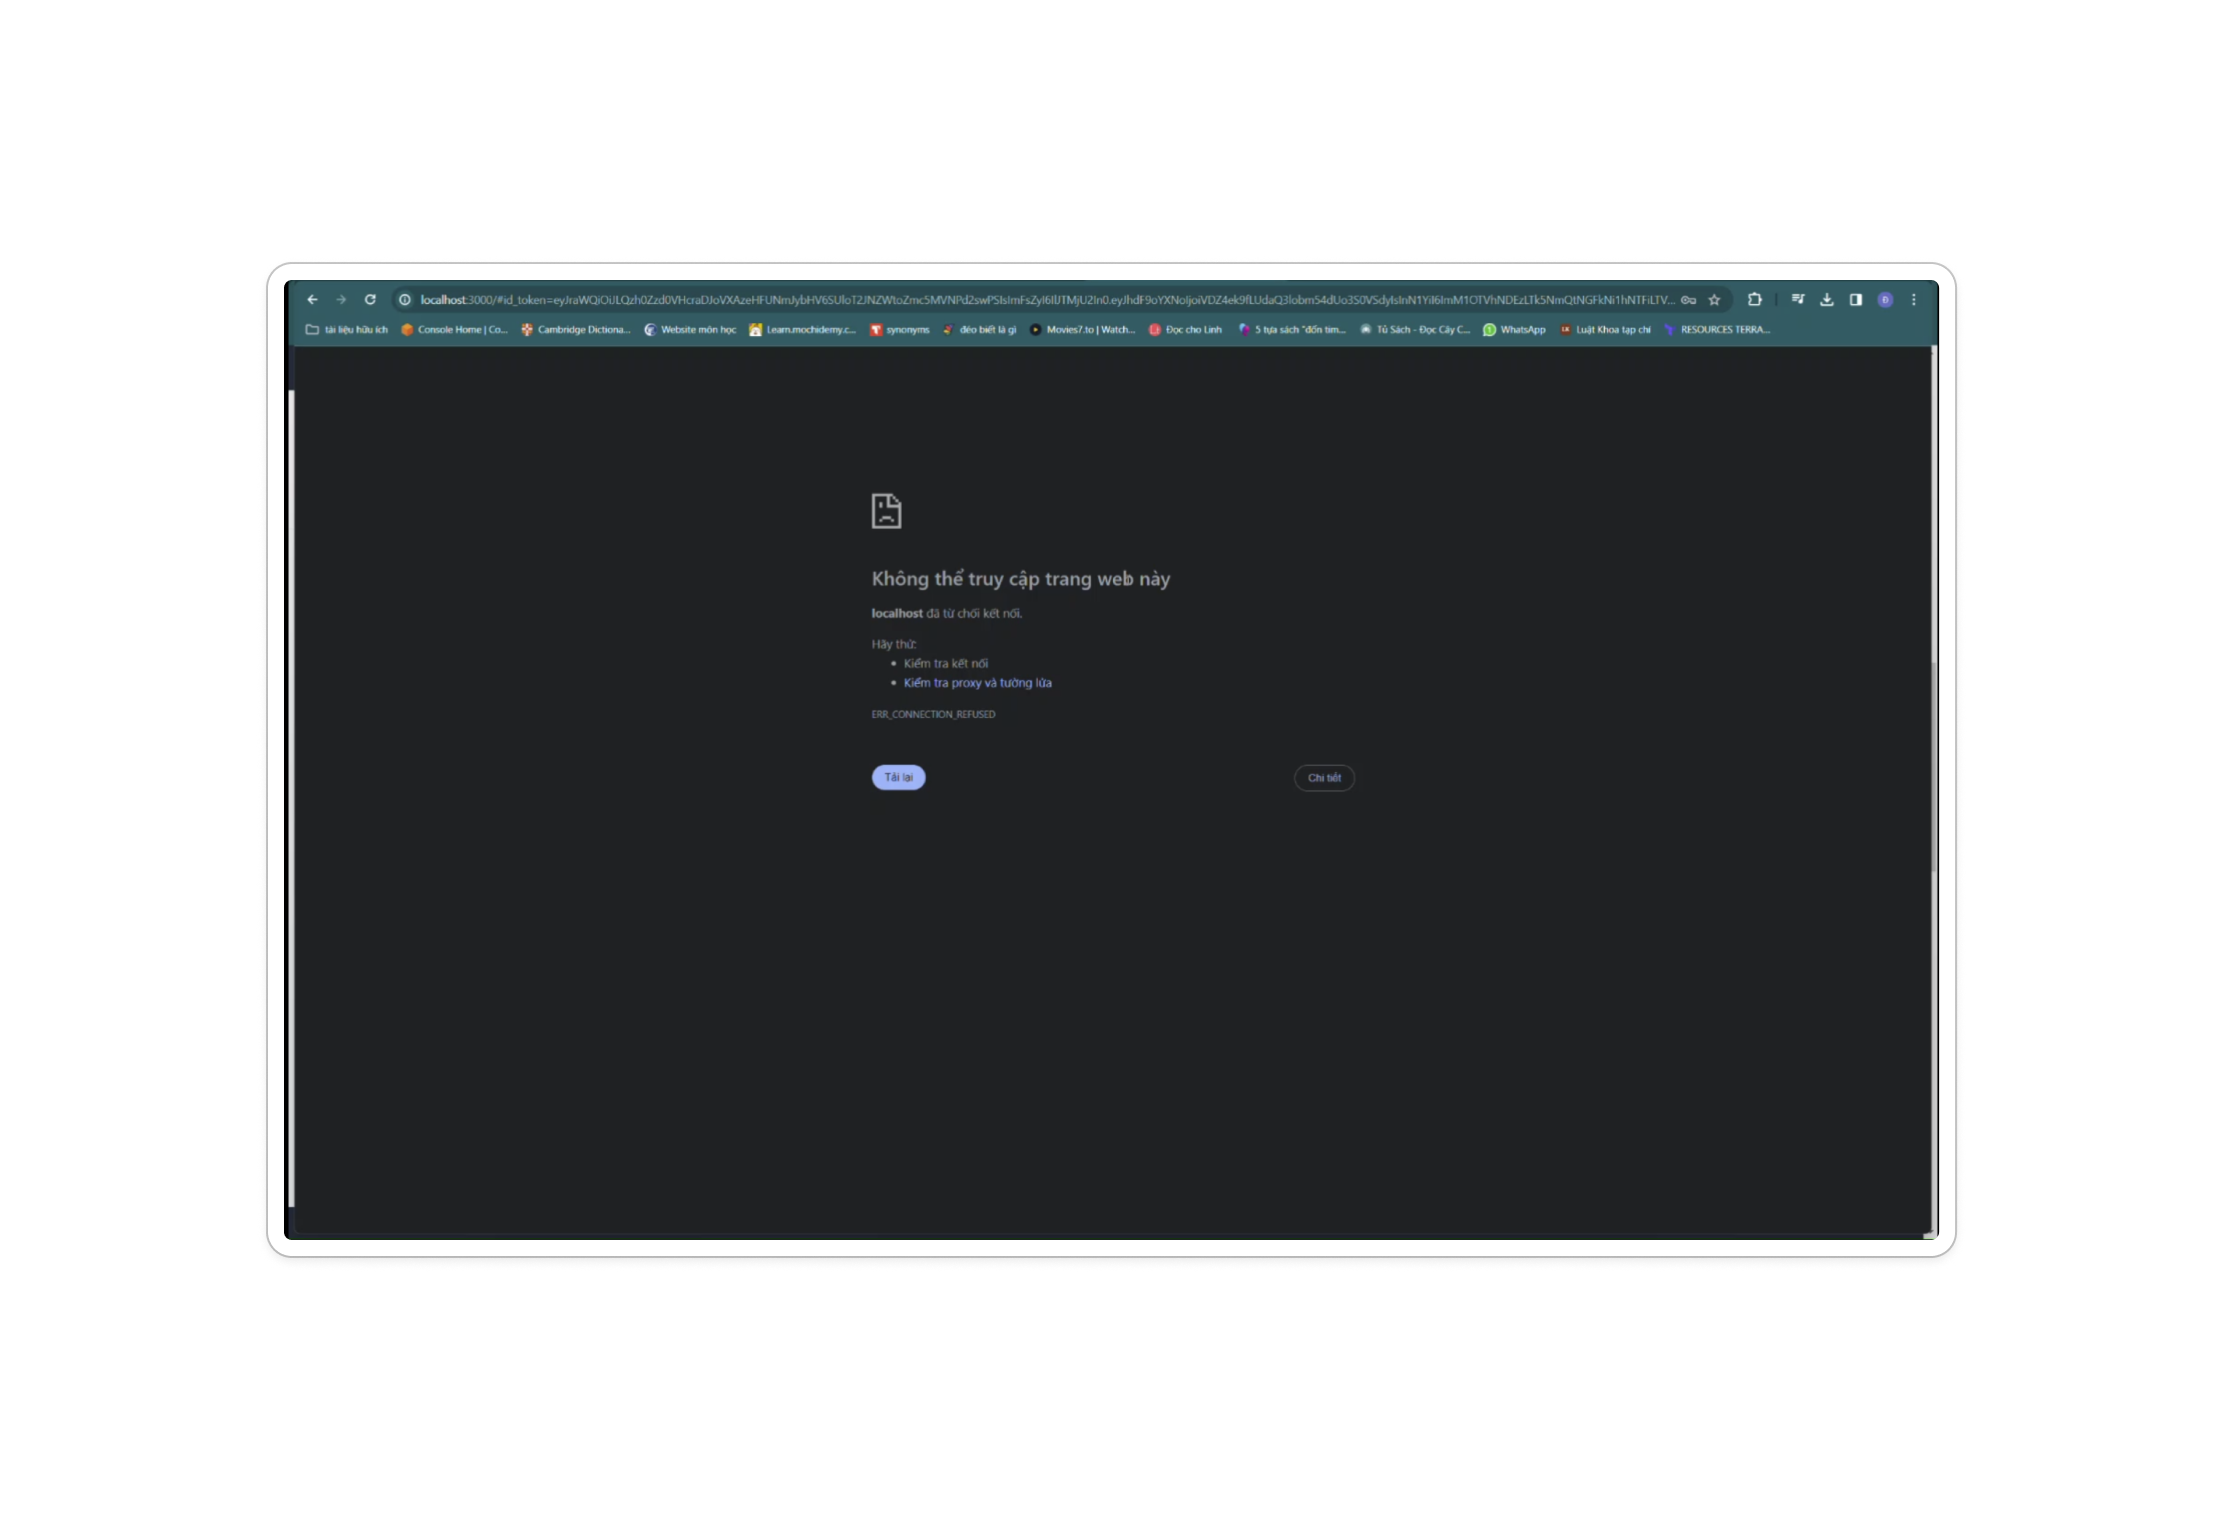 localhost:3000/#id_token=
tài liệu hữu ích
Console Home | Co...
Cambridge Dictiona...
Website môn học
Learn.mochidemy.c...
synonyms
đéo biết là gì
Movies7.to | Watch...
Đọc cho Linh
5 tựa sách "đốn tim...
Tủ Sách - Đọc Cây C...
WhatsApp
Luật Khoa tạp chí
RESOURCES TERRA...
Không thể truy cập trang web này
localhost đã từ chối kết nối.
Hãy thử:
Kiểm tra kết nối
Kiểm tra proxy và tường lửa
ERR_CONNECTION_REFUSED
Tải lại
Chi tiết